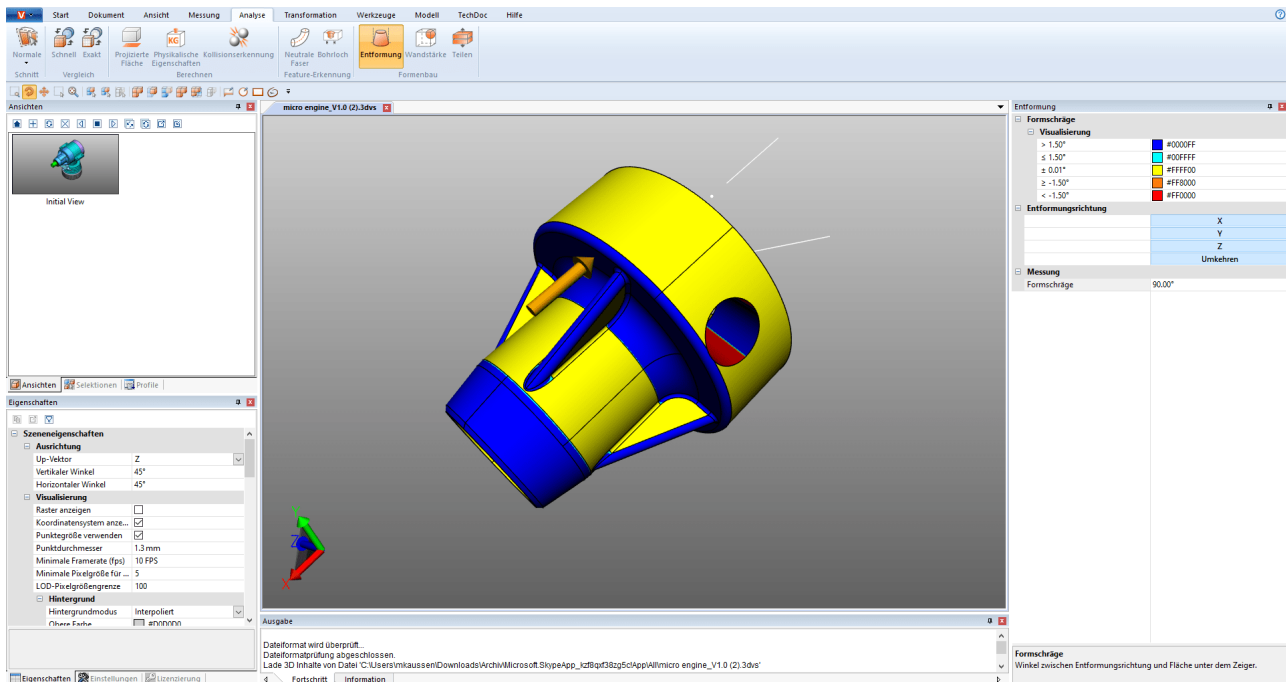 V
Start Dokument Ansicht Messung Analyse Transformation Werkzeuge Modell TechDoc Hilfe
Normale Schnell Exakt Projizierte Fläche Physikalische Eigenschaften Kollisionserkennung Neutrale Faser Bohrloch Entformung Wandstärke Teilen
KG
Schnitt Vergleich Berechnen Feature-Erkennung Formenbau
Ansichten
Initial View
Ansichten Selektionen Profile
Eigenschaften
Szeneneigenschaften
Ausrichtung
Up-Vektor Z
Vertikaler Winkel 45°
Horizontaler Winkel 45°
Visualisierung
Raster anzeigen
Koordinatensystem anze...
Punktegröße verwenden
Punktdurchmesser 1.3 mm
Minimale Framerate (fps) 10 FPS
Minimale Pixelgröße für ... 5
LOD-Pixelgrößengrenze 100
Hintergrund
Hintergrundmodus Interpoliert
Obere Farbe #D0D0D0
Eigenschaften Einstellungen Lizenzierung
micro engine_V1.0 (2).3dvs
Y
Z
X
Ausgabe
Dateiformat wird überprüft...
Dateiformatprüfung abgeschlossen.
Lade 3D Inhalte von Datei 'C:\Users\mkaussen\Downloads\Archiv\Microsoft.SkypeApp_kzf8qxf38zg5c!App\All\micro engine_V1.0 (2).3dvs'
Fortschritt Information
Entformung
Formschräge
Visualisierung
> 1.50° #0000FF
≤ 1.50° #00FFFF
± 0.01° #FFFF00
≥ -1.50° #FF8000
< -1.50° #FF0000
Entformungsrichtung
X
Y
Z
Umkehren
Messung
Formschräge 90.00°
Formschräge
Winkel zwischen Entformungsrichtung und Fläche unter dem Zeiger.